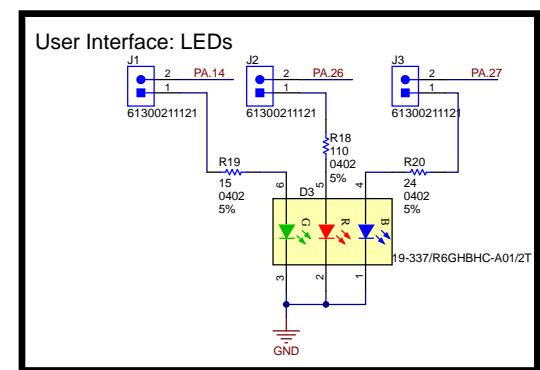 User Interface: LEDs
J1
J2
J3
2 PA.14
2 PA.26
2 PA.27
1
1
1
61300211121
61300211121
61300211121
R18
110
0402
5%
R19
15
0402
5%
R20
24
0402
5%
6
5
4
D3
G
R
B
19-337/R6GHBHC-A01/2T
3
2
1
GND